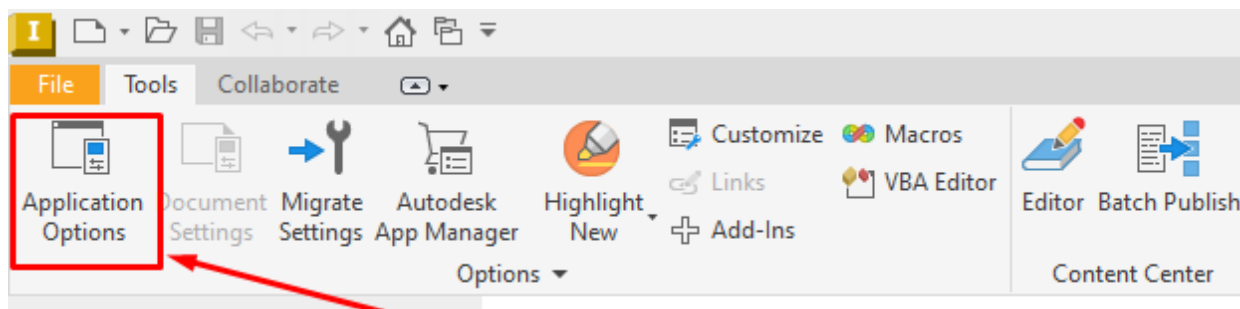 I
File Tools Collaborate
Application Options
Document Settings
Migrate Settings
Autodesk App Manager
Highlight New
Customize
Links
Add-Ins
Macros
VBA Editor
Editor
Batch Publish
Options
Content Center